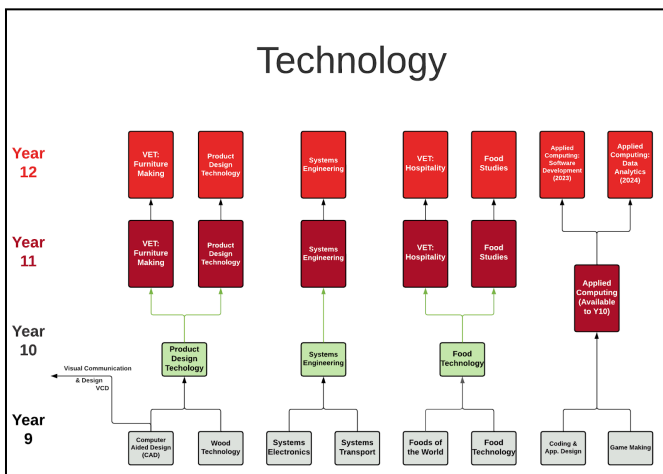 Technology
Year
12
VET:
Furniture
Making
Product
Design
Technology
Systems
Engineering
VET:
Hospitality
Food
Studies
Applied
Computing:
Software
Development
(2023)
Applied
Computing:
Data
Analytics
(2024)
Year
11
VET:
Furniture
Making
Product
Design
Technology
Systems
Engineering
VET:
Hospitality
Food
Studies
Applied
Computing
(Available
to Y10)
Year
10
Product
Design
Techology
Systems
Engineering
Food
Technology
Visual Communication
& Design
VCD
Year
9
Computer
Aided Design
(CAD)
Wood
Technology
Systems
Electronics
Systems
Transport
Foods of
the World
Food
Technology
Coding &
App. Design
Game Making